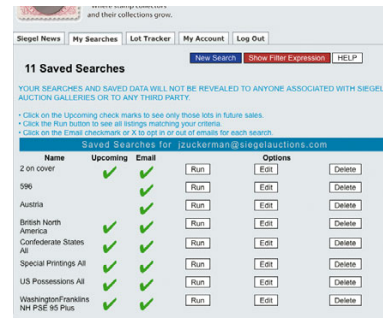 where stamp collectors
and their collections grow.
Siegel News
My Searches
Lot Tracker
My Account
Log Out
New Search
Show Filter Expression
HELP
11 Saved Searches
YOUR SEARCHES AND SAVED DATA WILL NOT BE REVEALED TO ANYONE ASSOCIATED WITH SIEGEL
AUCTION GALLERIES OR TO ANY THIRD PARTY.
• Click on the Upcoming check marks to see only those lots in future sales.
• Click the Run button to see all listings matching your criteria.
• Click on the Email checkmark or X to opt in or out of emails for each search.
Saved Searches for jzuckerman@siegelauctions.com
Name Upcoming Email Options
2 on cover Run Edit Delete
596 Run Edit Delete
Austria Run Edit Delete
British North
America Run Edit Delete
Confederate States
All Run Edit Delete
Special Printings All Run Edit Delete
US Possessions All Run Edit Delete
WashingtonFranklins
NH PSE 95 Plus Run Edit Delete